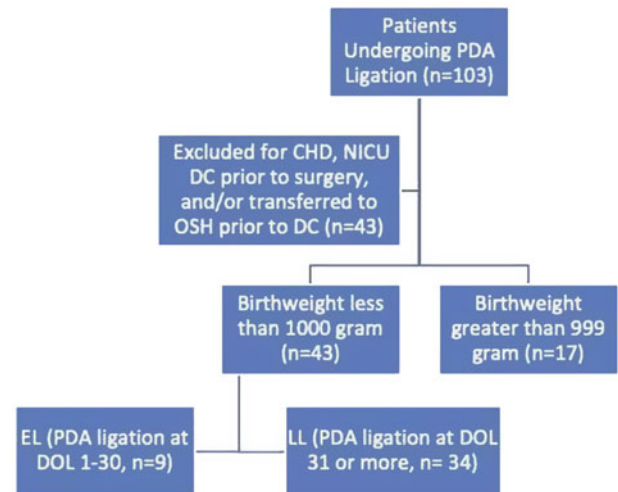 Patients
Undergoing PDA
Ligation (n=103)
Excluded for CHD, NICU
DC prior to surgery,
and/or transferred to
OSH prior to DC (n=43)
Birthweight less
than 1000 gram
(n=43)
Birthweight
greater than 999
gram (n=17)
EL (PDA ligation at
DOL 1-30, n=9)
LL (PDA ligation at DOL
31 or more, n= 34)